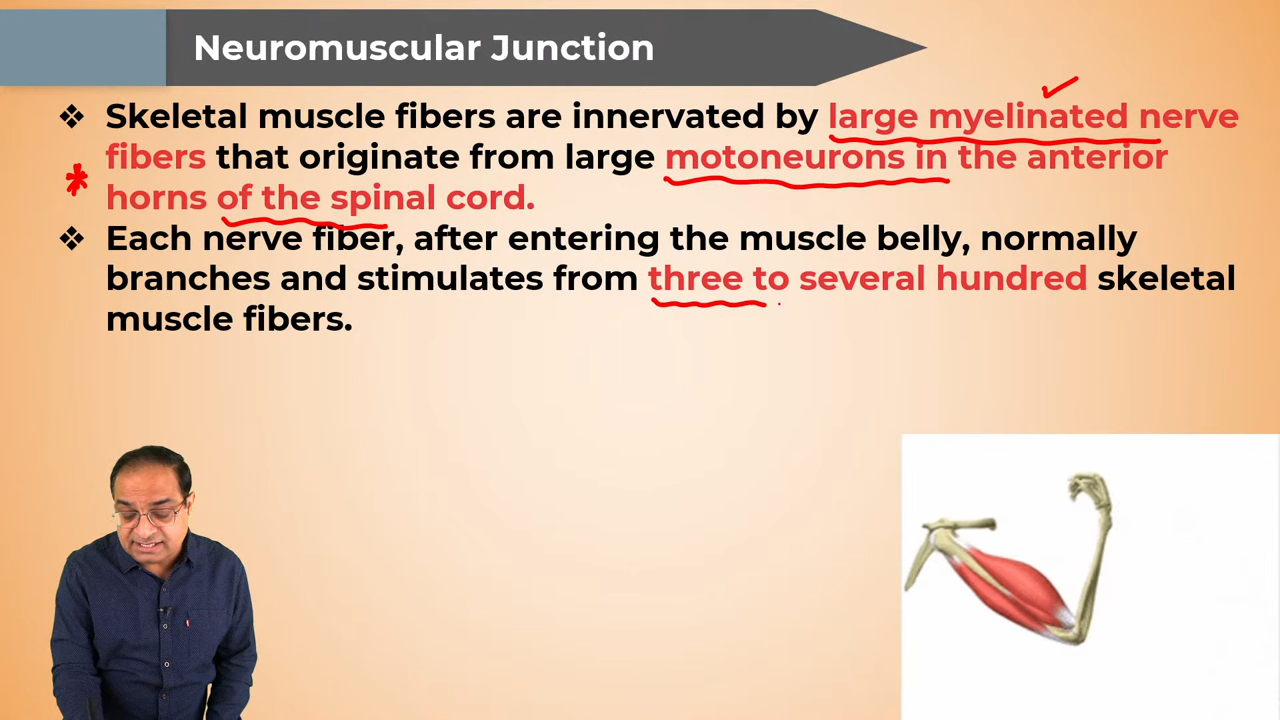 Neuromuscular Junction
❖ Skeletal muscle fibers are innervated by large myelinated nerve
fibers that originate from large motoneurons in the anterior
horns of the spinal cord.
❖ Each nerve fiber, after entering the muscle belly, normally
branches and stimulates from three to several hundred skeletal
muscle fibers.